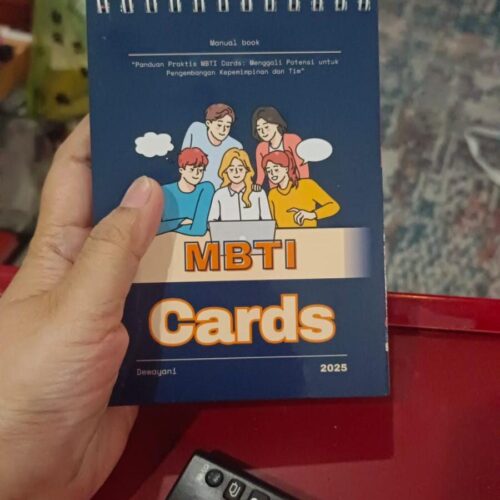 Manual book
"Panduan Praktis MBTI Cards: Menggali Potensi untuk
Pengembangan Kepemimpinan dan Tim"
MBTI
Cards
Dewayani
2025